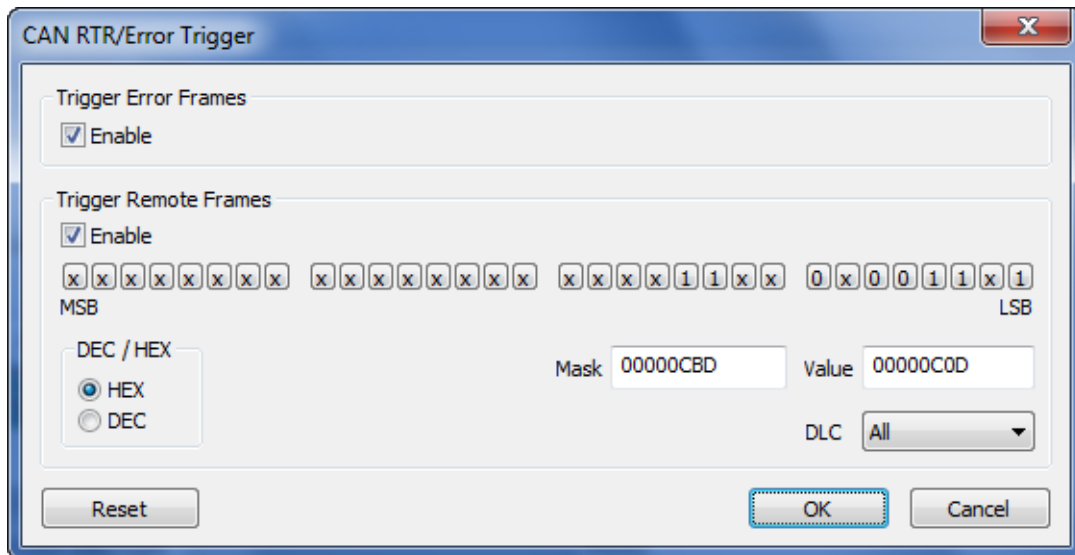 CAN RTR/Error Trigger
Trigger Error Frames
Enable
Trigger Remote Frames
Enable
x x x x x x x x x x x x x x x x x x x x 1 1 x x 0 x 0 0 1 1 x 1
MSB LSB
DEC / HEX
HEX
DEC
Mask 00000CBD Value 00000C0D
DLC All
Reset OK Cancel